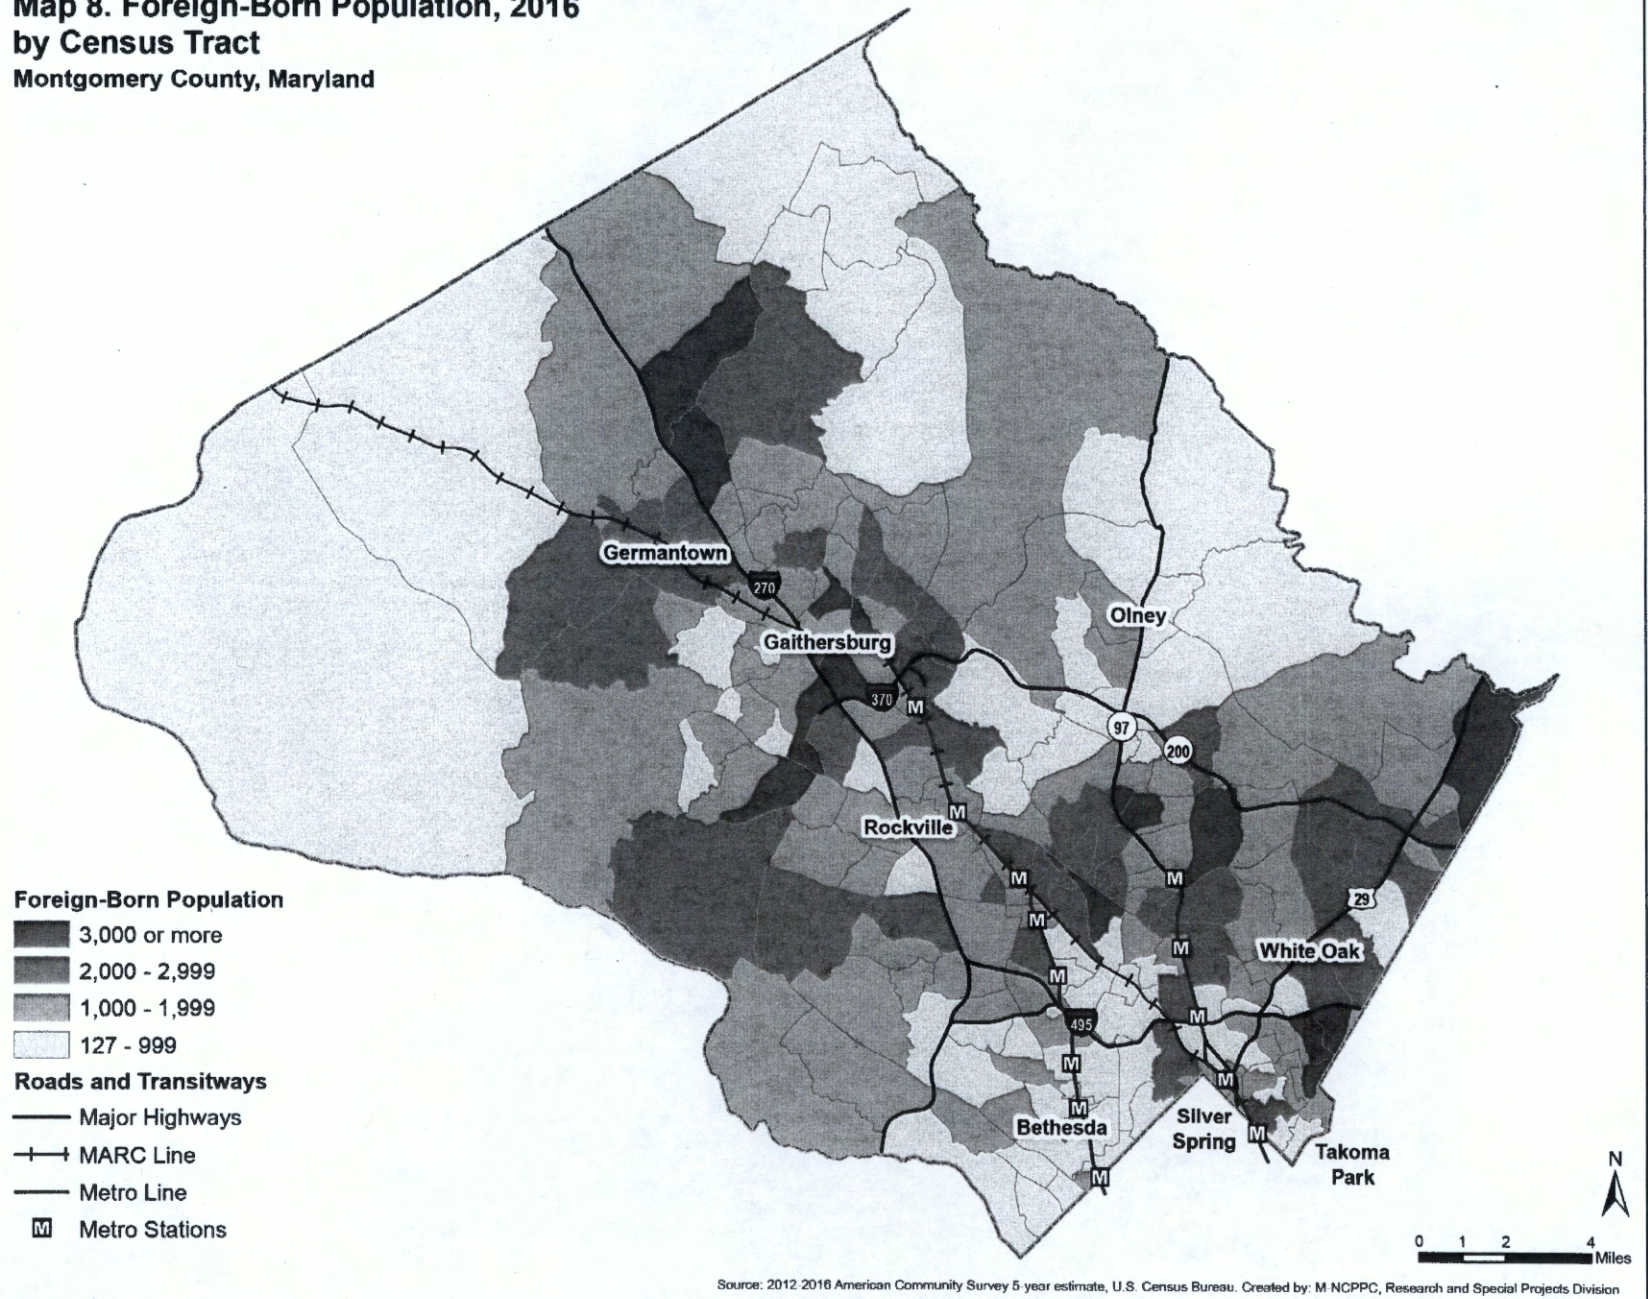 Map 8. Foreign-Born Population, 2016
by Census Tract
Montgomery County, Maryland
Germantown
270
Gaithersburg
Olney
370
M
97
200
M
Rockville
M
M
29
M
M
White Oak
M
M
495
M
M
M
Bethesda
Silver
Spring
M
Takoma
Park
M
Foreign-Born Population
3,000 or more
2,000 - 2,999
1,000 - 1,999
127 - 999
Roads and Transitways
Major Highways
MARC Line
Metro Line
M Metro Stations
N
0 1 2 4
Miles
Source: 2012-2016 American Community Survey 5-year estimate, U.S. Census Bureau. Created by: M-NCPPC, Research and Special Projects Division